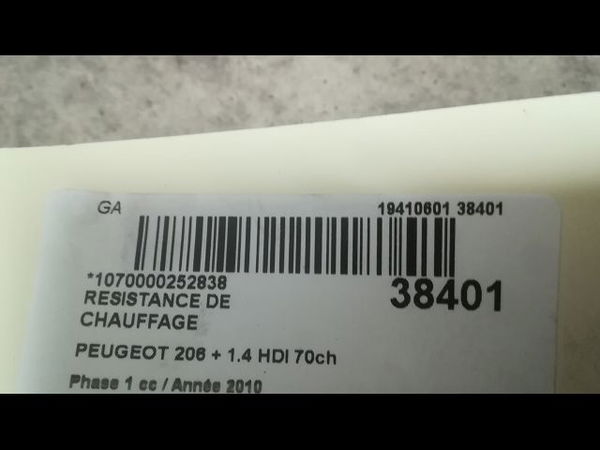 GA
19410601 38401
*1070000252838
38401
RESISTANCE DE
CHAUFFAGE
PEUGEOT 206 + 1.4 HDI 70ch
Phase 1 cc / Année 2010